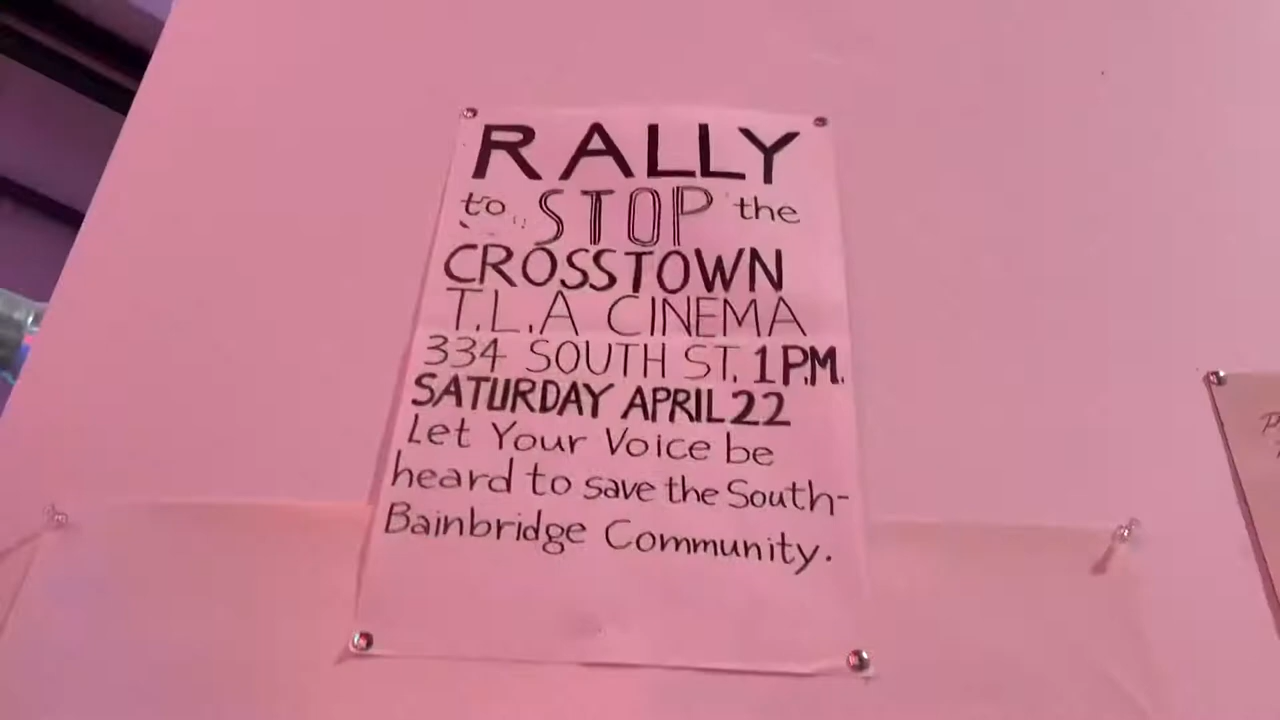 RALLY
to STOP the
CROSSTOWN
T.L.A CINEMA
334 SOUTH ST. 1 P.M.
SATURDAY APRIL 22
Let Your Voice be
heard to save the South-
Bainbridge Community.